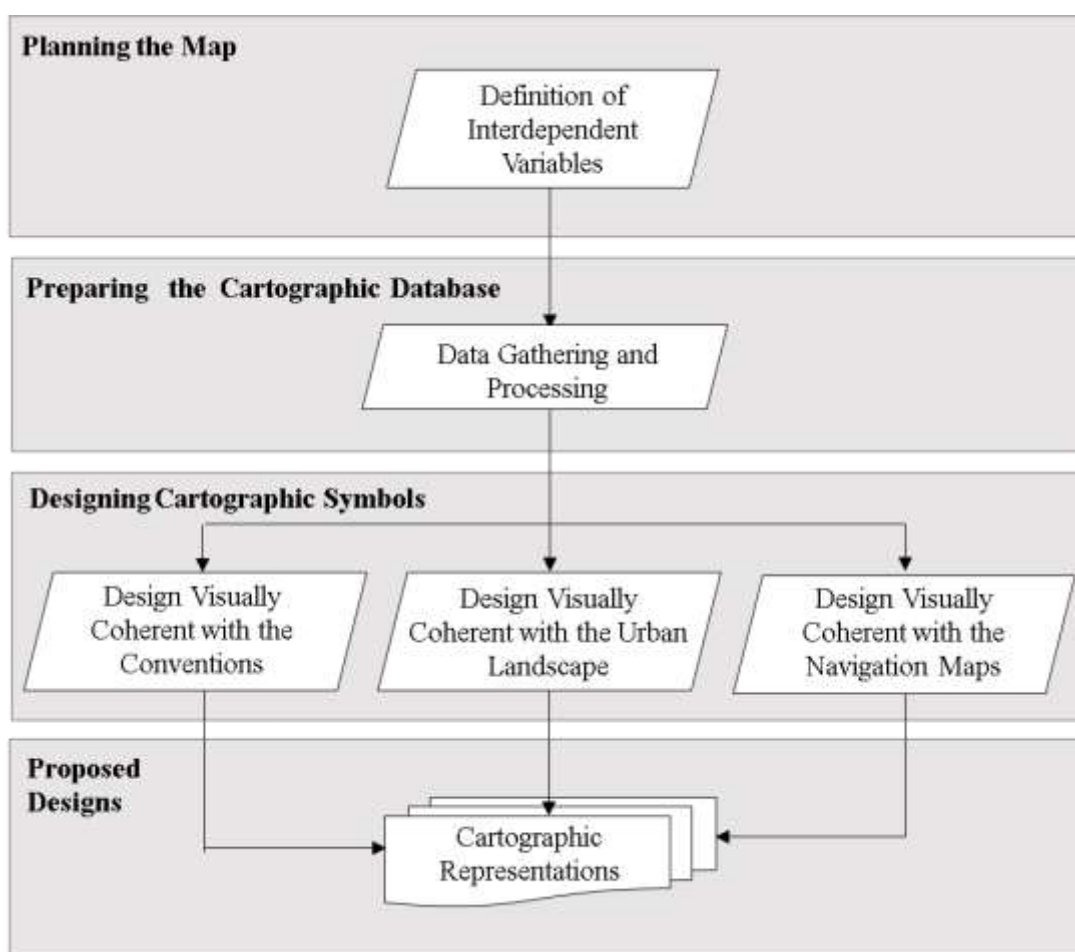 Planning the Map
Definition of
Interdependent
Variables
Preparing the Cartographic Database
Data Gathering and
Processing
Designing Cartographic Symbols
Design Visually
Coherent with the
Conventions
Design Visually
Coherent with the Urban
Landscape
Design Visually
Coherent with the
Navigation Maps
Proposed
Designs
Cartographic
Representations